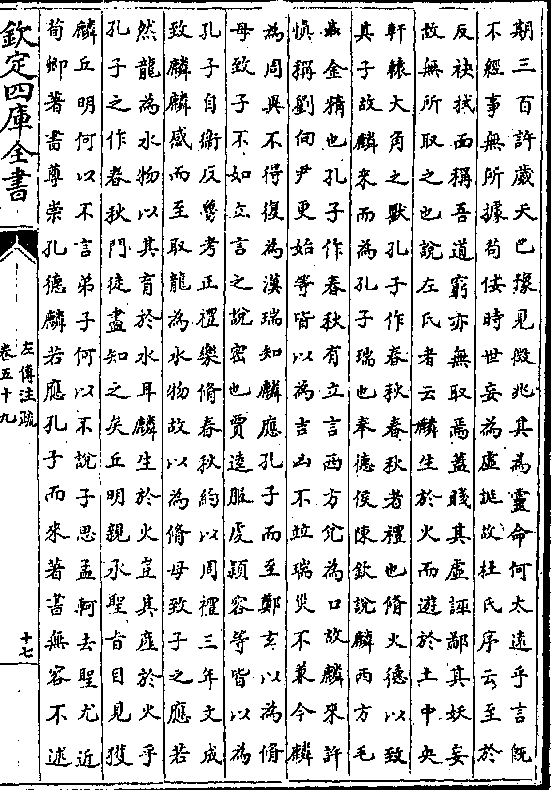 期三百許歲天已豫見徴兆其為靈命何太遠乎言旣
不經事無所據苟佞時世妄為虛誕故杜氏序云至於
反袂拭面稱吾道窮亦無取焉蓋賤其虛誣鄙其妖妄
故無所取之也說左氏者云麟生於火而遊於土中央
軒轅大角之獸孔子作春秋春秋者禮也脩火德以致
其子故麟來而為孔子瑞也奉德侯陳欽說麟西方毛
蟲金精也孔子作春秋有立言西方兌為口故麟來許
慎稱劉向尹更始等皆以為吉凶不並瑞災不兼今麟
為周異不得復為漢瑞知麟應孔子而至鄭玄以為脩
母致子不如立言之說密也賈逵服虔潁容等皆以為
孔子自衛反魯考正禮樂脩春秋約以周禮三年文成
致麟麟感而至取龍為水物故以為脩母致子之應若
然龍為水物以其育於水耳麟生於火豈其產於火乎
孔子之作春秋門徒盡知之矣丘明親承聖旨目見獲
麟丘明何以不言弟子何以不說子思孟軻去聖尤近
荀卿著書尊崇孔德麟若應孔子而來著書無容不述
欽定四庫全書
左傳注疏
卷五十九
十七